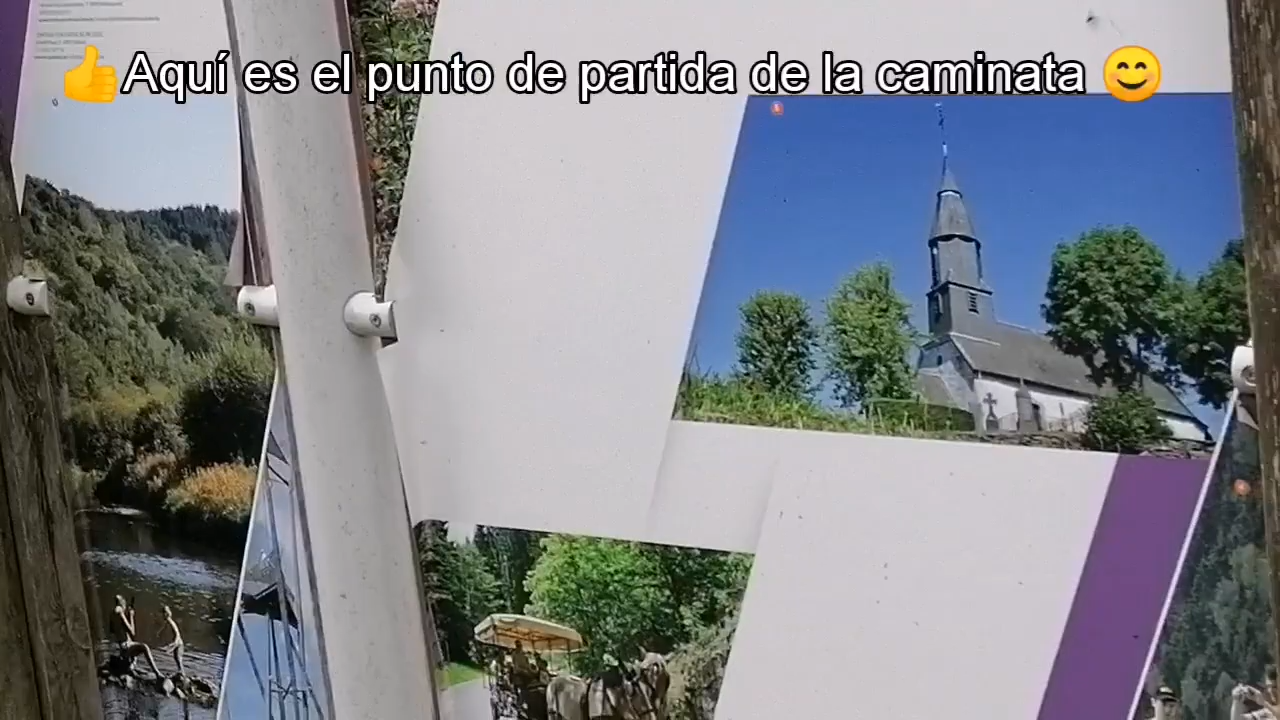 👍Aquí es el punto de partida de la caminata 😊